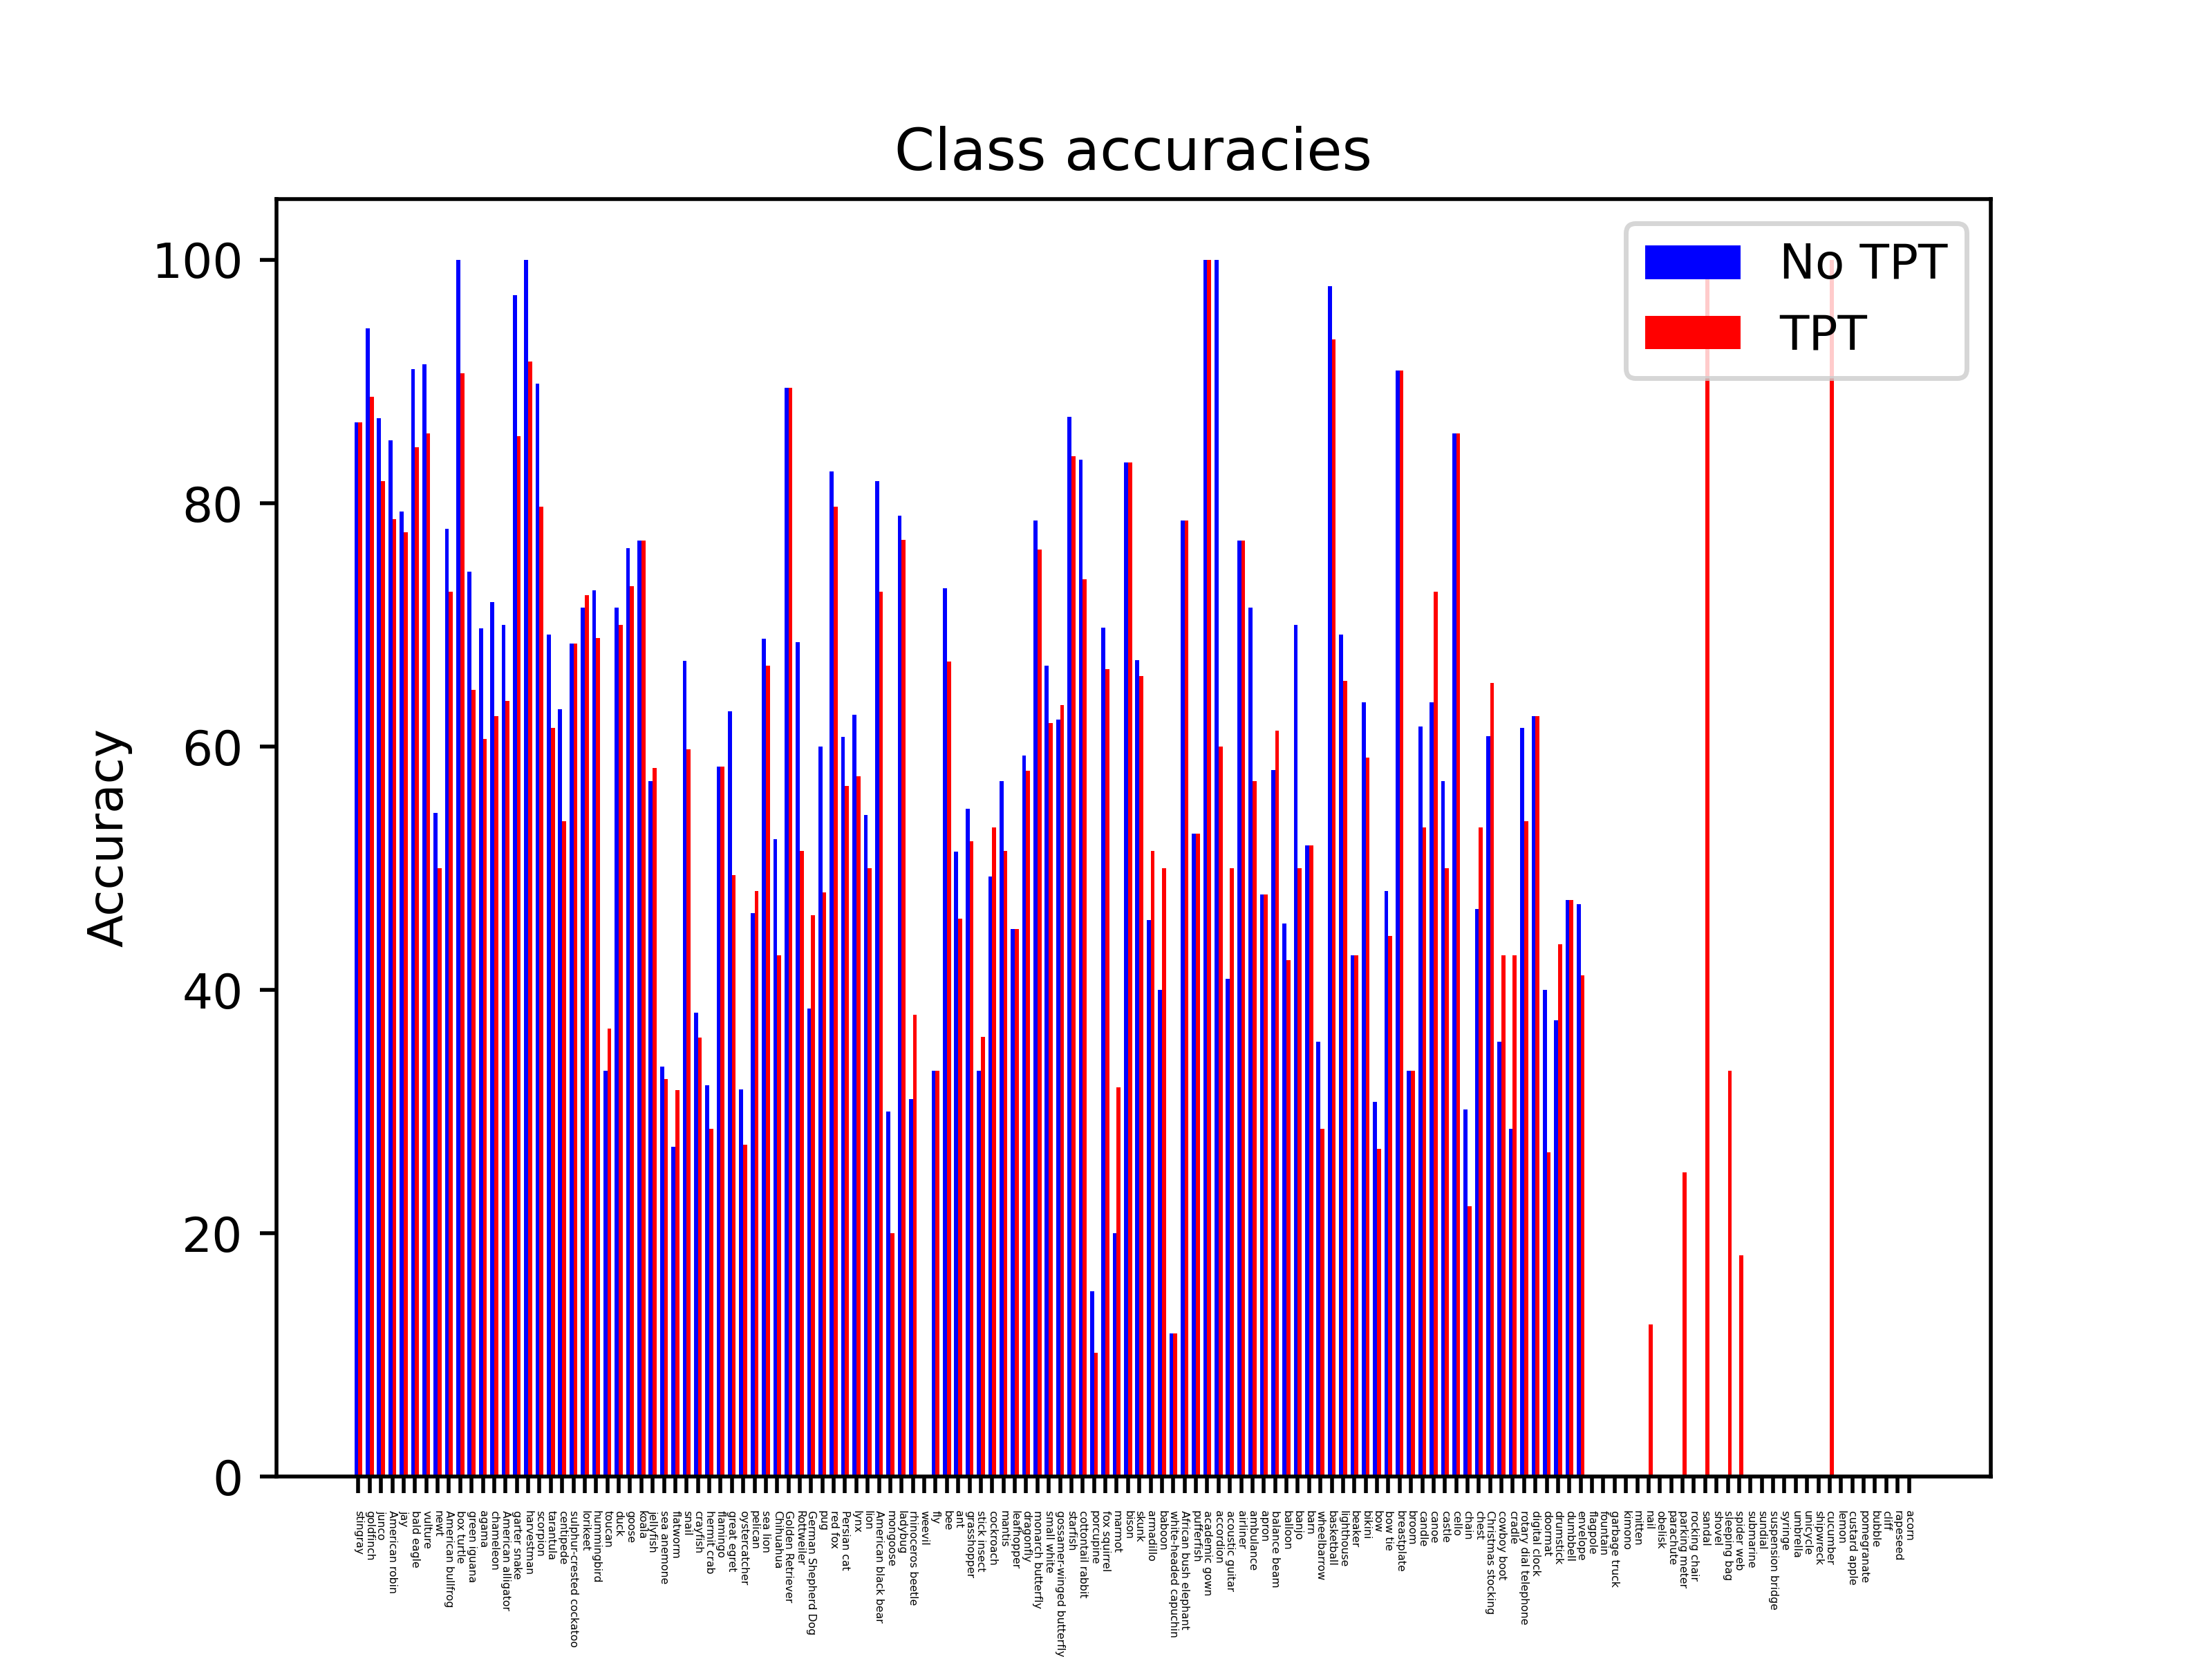 Class accuracies
No TPT
TPT
Accuracy
100
80
60
40
20
0
stingray
goldfinch
junco
American robin
jay
bald eagle
vulture
newt
American bullfrog
box turtle
green iguana
agama
chameleon
American alligator
garter snake
harvestman
scorpion
tarantula
centipede
sulphur-crested cockatoo
lorikeet
hummingbird
toucan
duck
goose
koala
jellyfish
sea anemone
flatworm
snail
crayfish
hermit crab
flamingo
great egret
oystercatcher
pelican
sea lion
Chihuahua
Golden Retriever
Rottweiler
German Shepherd Dog
pug
red fox
Persian cat
lynx
lion
American black bear
mongoose
ladybug
rhinoceros beetle
weevil
fly
bee
ant
grasshopper
stick insect
cockroach
mantis
leafhopper
dragonfly
monarch butterfly
small white
gossamer-winged butterfly
starfish
cottontail rabbit
porcupine
fox squirrel
marmot
bison
skunk
armadillo
baboon
white-headed capuchin
African bush elephant
pufferfish
academic gown
accordion
acoustic guitar
airliner
ambulance
apron
balance beam
balloon
banjo
barn
wheelbarrow
basketball
lighthouse
beaker
bikini
bow
bow tie
breastplate
broom
candle
canoe
castle
cello
chain
chest
Christmas stocking
cowboy boot
cradle
rotary dial telephone
digital clock
doormat
drumstick
dumbbell
envelope
flagpole
fountain
garbage truck
kimono
mitten
nail
obelisk
parachute
parking meter
rocking chair
sandal
shovel
sleeping bag
spider web
submarine
sundial
suspension bridge
syringe
umbrella
unicycle
shipwreck
cucumber
lemon
custard apple
pomegranate
bubble
cliff
rapeseed
acorn